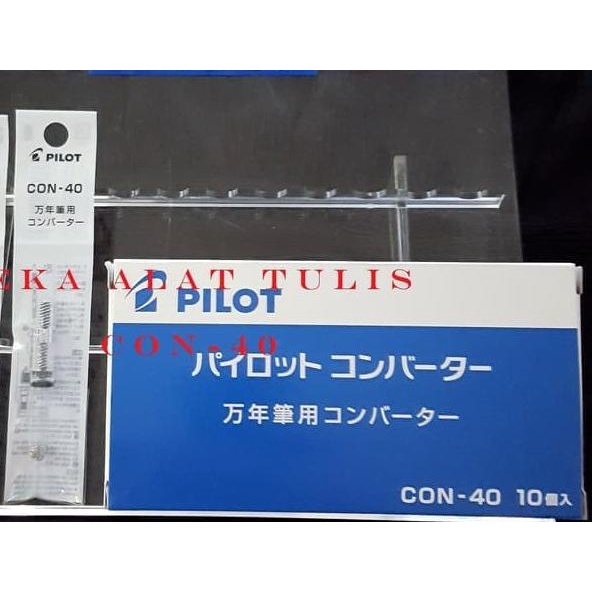 PILOT
CON-40
万年筆用
コンバーター
EKA ALAT TULIS
CON-40
PILOT
パイロット コンバーター
万年筆用コンバーター
CON-40 10個入